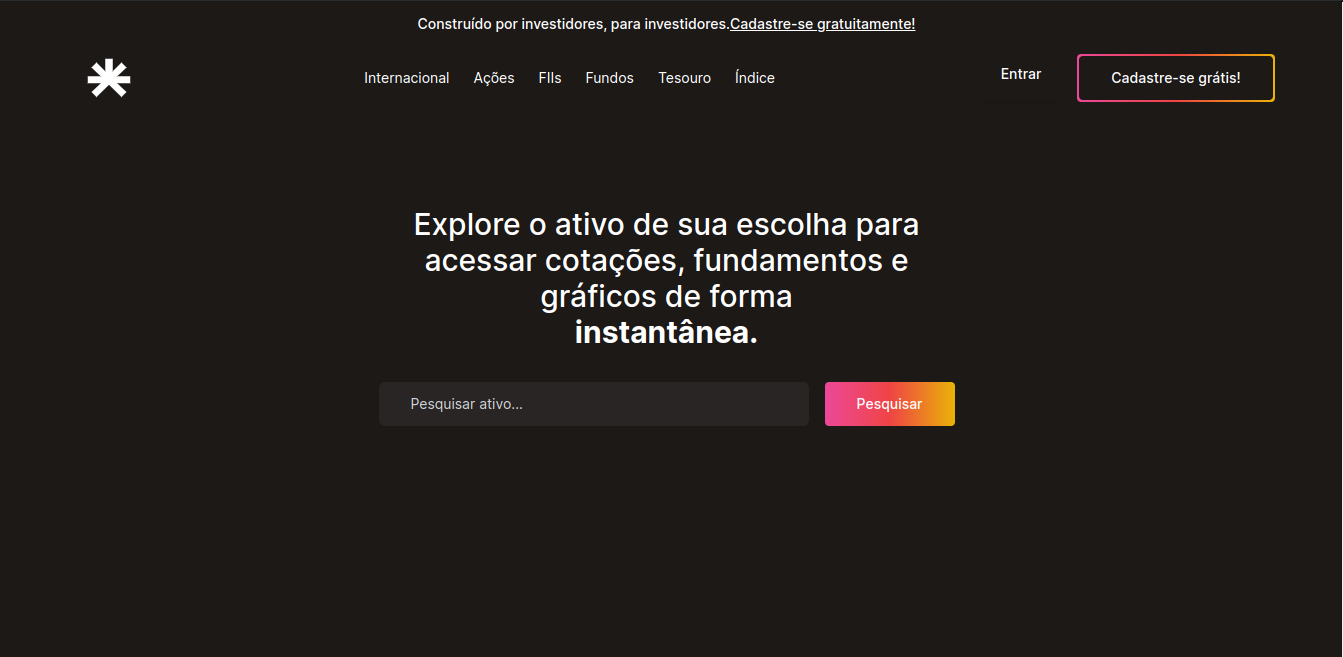 Construído por investidores, para investidores.Cadastre-se gratuitamente!
Internacional Ações FIIs Fundos Tesouro Índice Entrar Cadastre-se grátis!
Explore o ativo de sua escolha para
acessar cotações, fundamentos e
gráficos de forma
instantânea.
Pesquisar ativo... Pesquisar